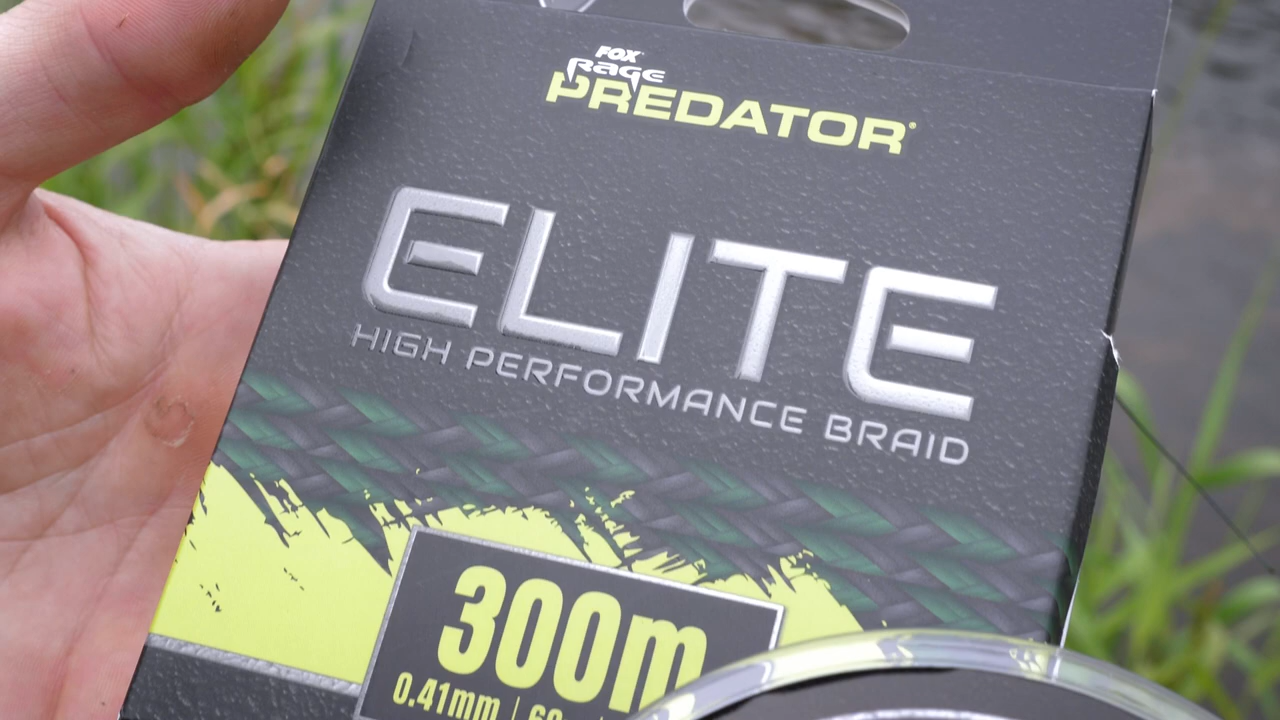 FOX
Rage
PREDATOR®
ELITE
HIGH PERFORMANCE BRAID
300m
0.41mm |